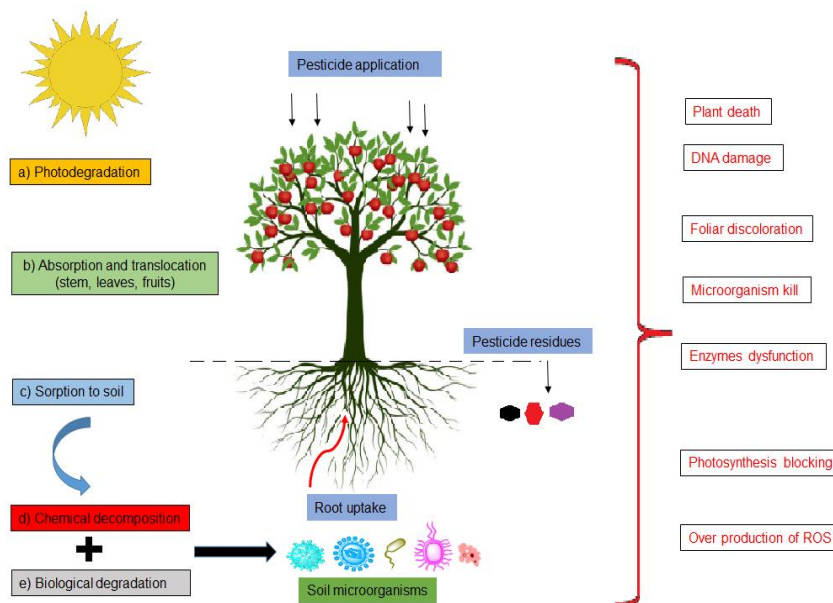 Pesticide application
a) Photodegradation
b) Absorption and translocation
(stem, leaves, fruits)
Pesticide residues
c) Sorption to soil
Root uptake
d) Chemical decomposition
e) Biological degradation
Soil microorganisms
Plant death
DNA damage
Foliar discoloration
Microorganism kill
Enzymes dysfunction
Photosynthesis blocking
Over production of ROS